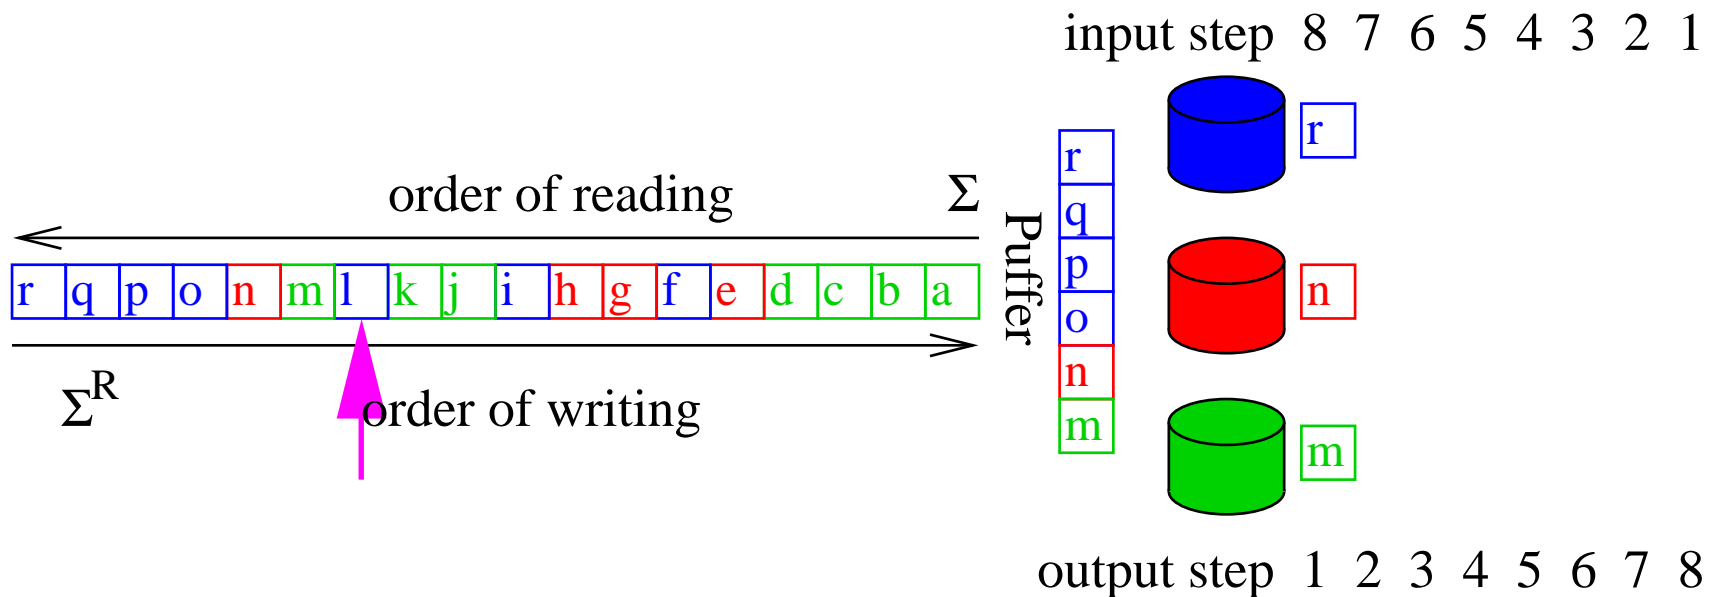 input step 8 7 6 5 4 3 2 1
order of reading Σ
r q p o n m l k j i h g f e d c b a
Σ^R order of writing
Puffer
r
q
p
o
n
m
r
n
m
output step 1 2 3 4 5 6 7 8